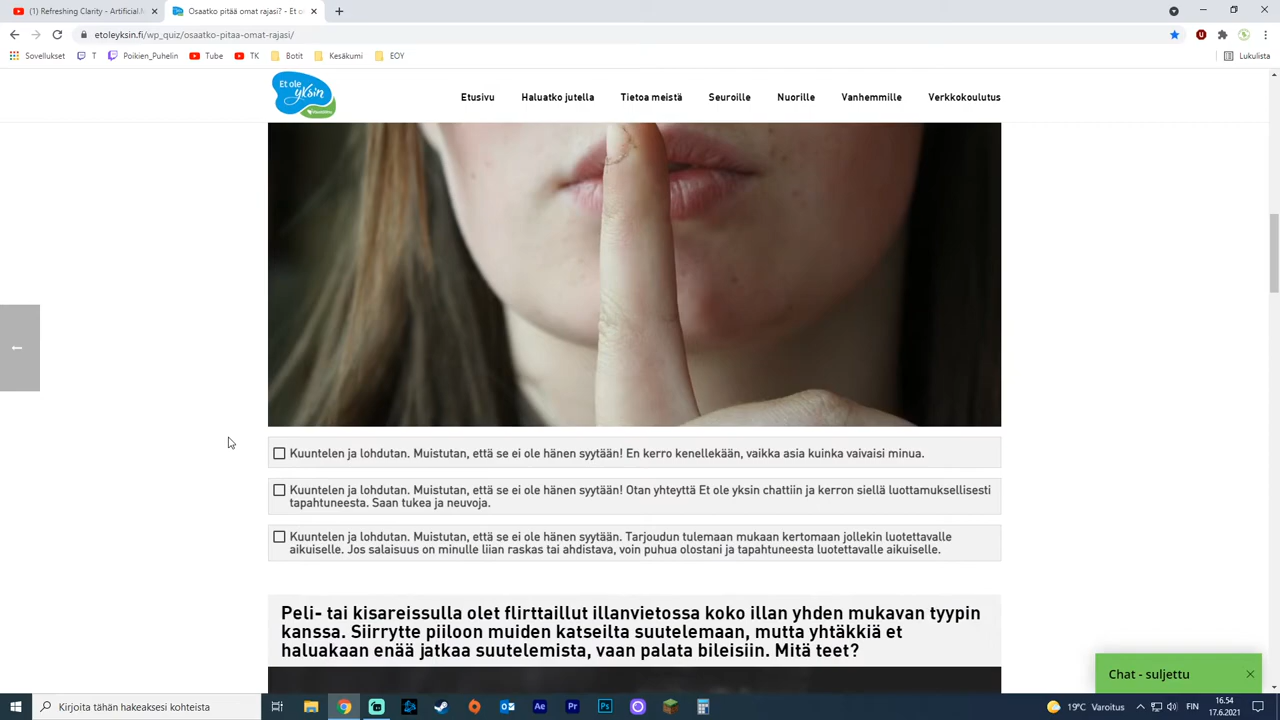 (1) Refreshing Clarity - Artificial.M
Osaatko pitää omat rajasi? - Et o
etoleyksin.fi/wp_quiz/osaatko-pitaa-omat-rajasi/
Sovellukset T Poikien_Puhelin Tube TK Botit Kesäkumi EOY Lukulista
Et ole yksin
Etusivu Haluatko jutella Tietoa meistä Seuroille Nuorille Vanhemmille Verkkokoulutus
Kuuntelen ja lohdutan. Muistutan, että se ei ole hänen syytään! En kerro kenellekään, vaikka asia kuinka vaivaisi minua.
Kuuntelen ja lohdutan. Muistutan, että se ei ole hänen syytään! Otan yhteyttä Et ole yksin chattiin ja kerron siellä luottamuksellisesti
tapahtuneesta. Saan tukea ja neuvoja.
Kuuntelen ja lohdutan. Muistutan, että se ei ole hänen syytään. Tarjoudun tulemaan mukaan kertomaan jollekin luotettavalle
aikuiselle. Jos salaisuus on minulle liian raskas tai ahdistava, voin puhua olostani ja tapahtuneesta luotettavalle aikuiselle.
Peli- tai kisareissulla olet flirttaillut illanvietossa koko illan yhden mukavan tyypin
kanssa. Siirrytte piiloon muiden katseilta suutelemaan, mutta yhtäkkiä et
haluakaan enää jatkaa suutelemista, vaan palata bileisiin. Mitä teet?
Chat - suljettu
Kirjoita tähän hakeaksesi kohteista
Ae Pr Ps
19°C Varoitus
FIN
16.54
17.6.2021